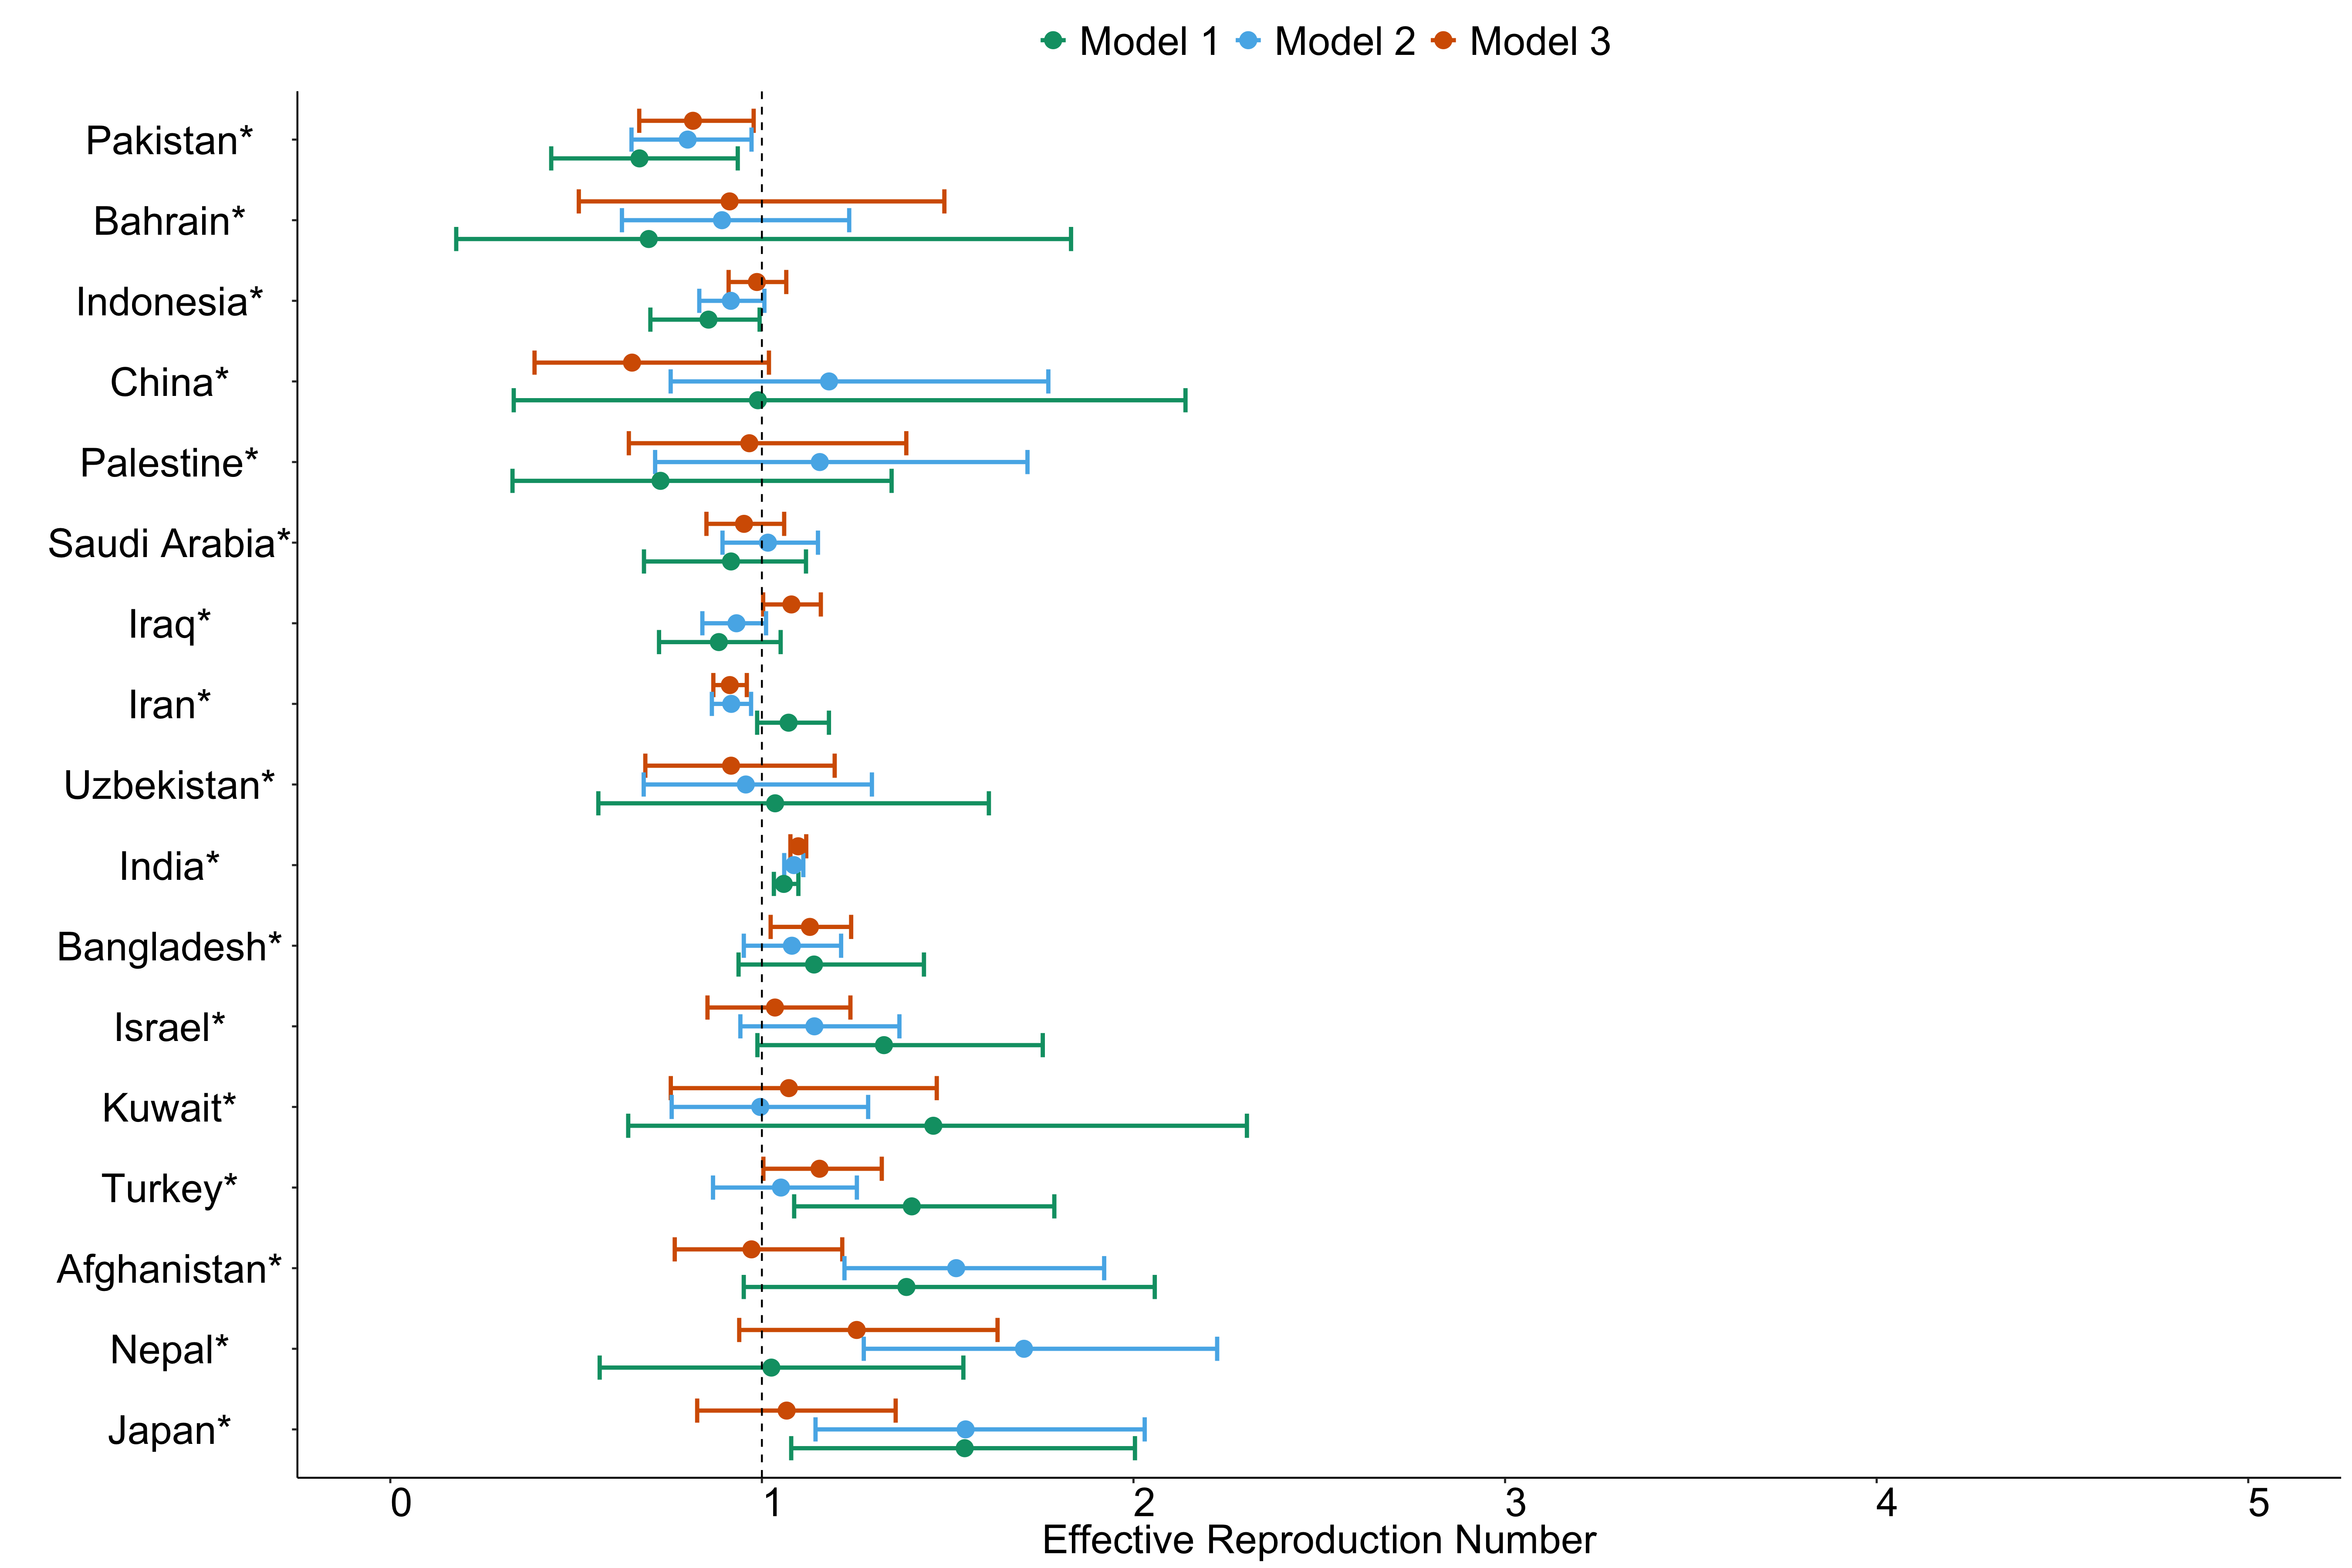 Model 1 Model 2 Model 3
Pakistan*
Bahrain*
Indonesia*
China*
Palestine*
Saudi Arabia*
Iraq*
Iran*
Uzbekistan*
India*
Bangladesh*
Israel*
Kuwait*
Turkey*
Afghanistan*
Nepal*
Japan*
0 1 2 3 4 5
Effective Reproduction Number